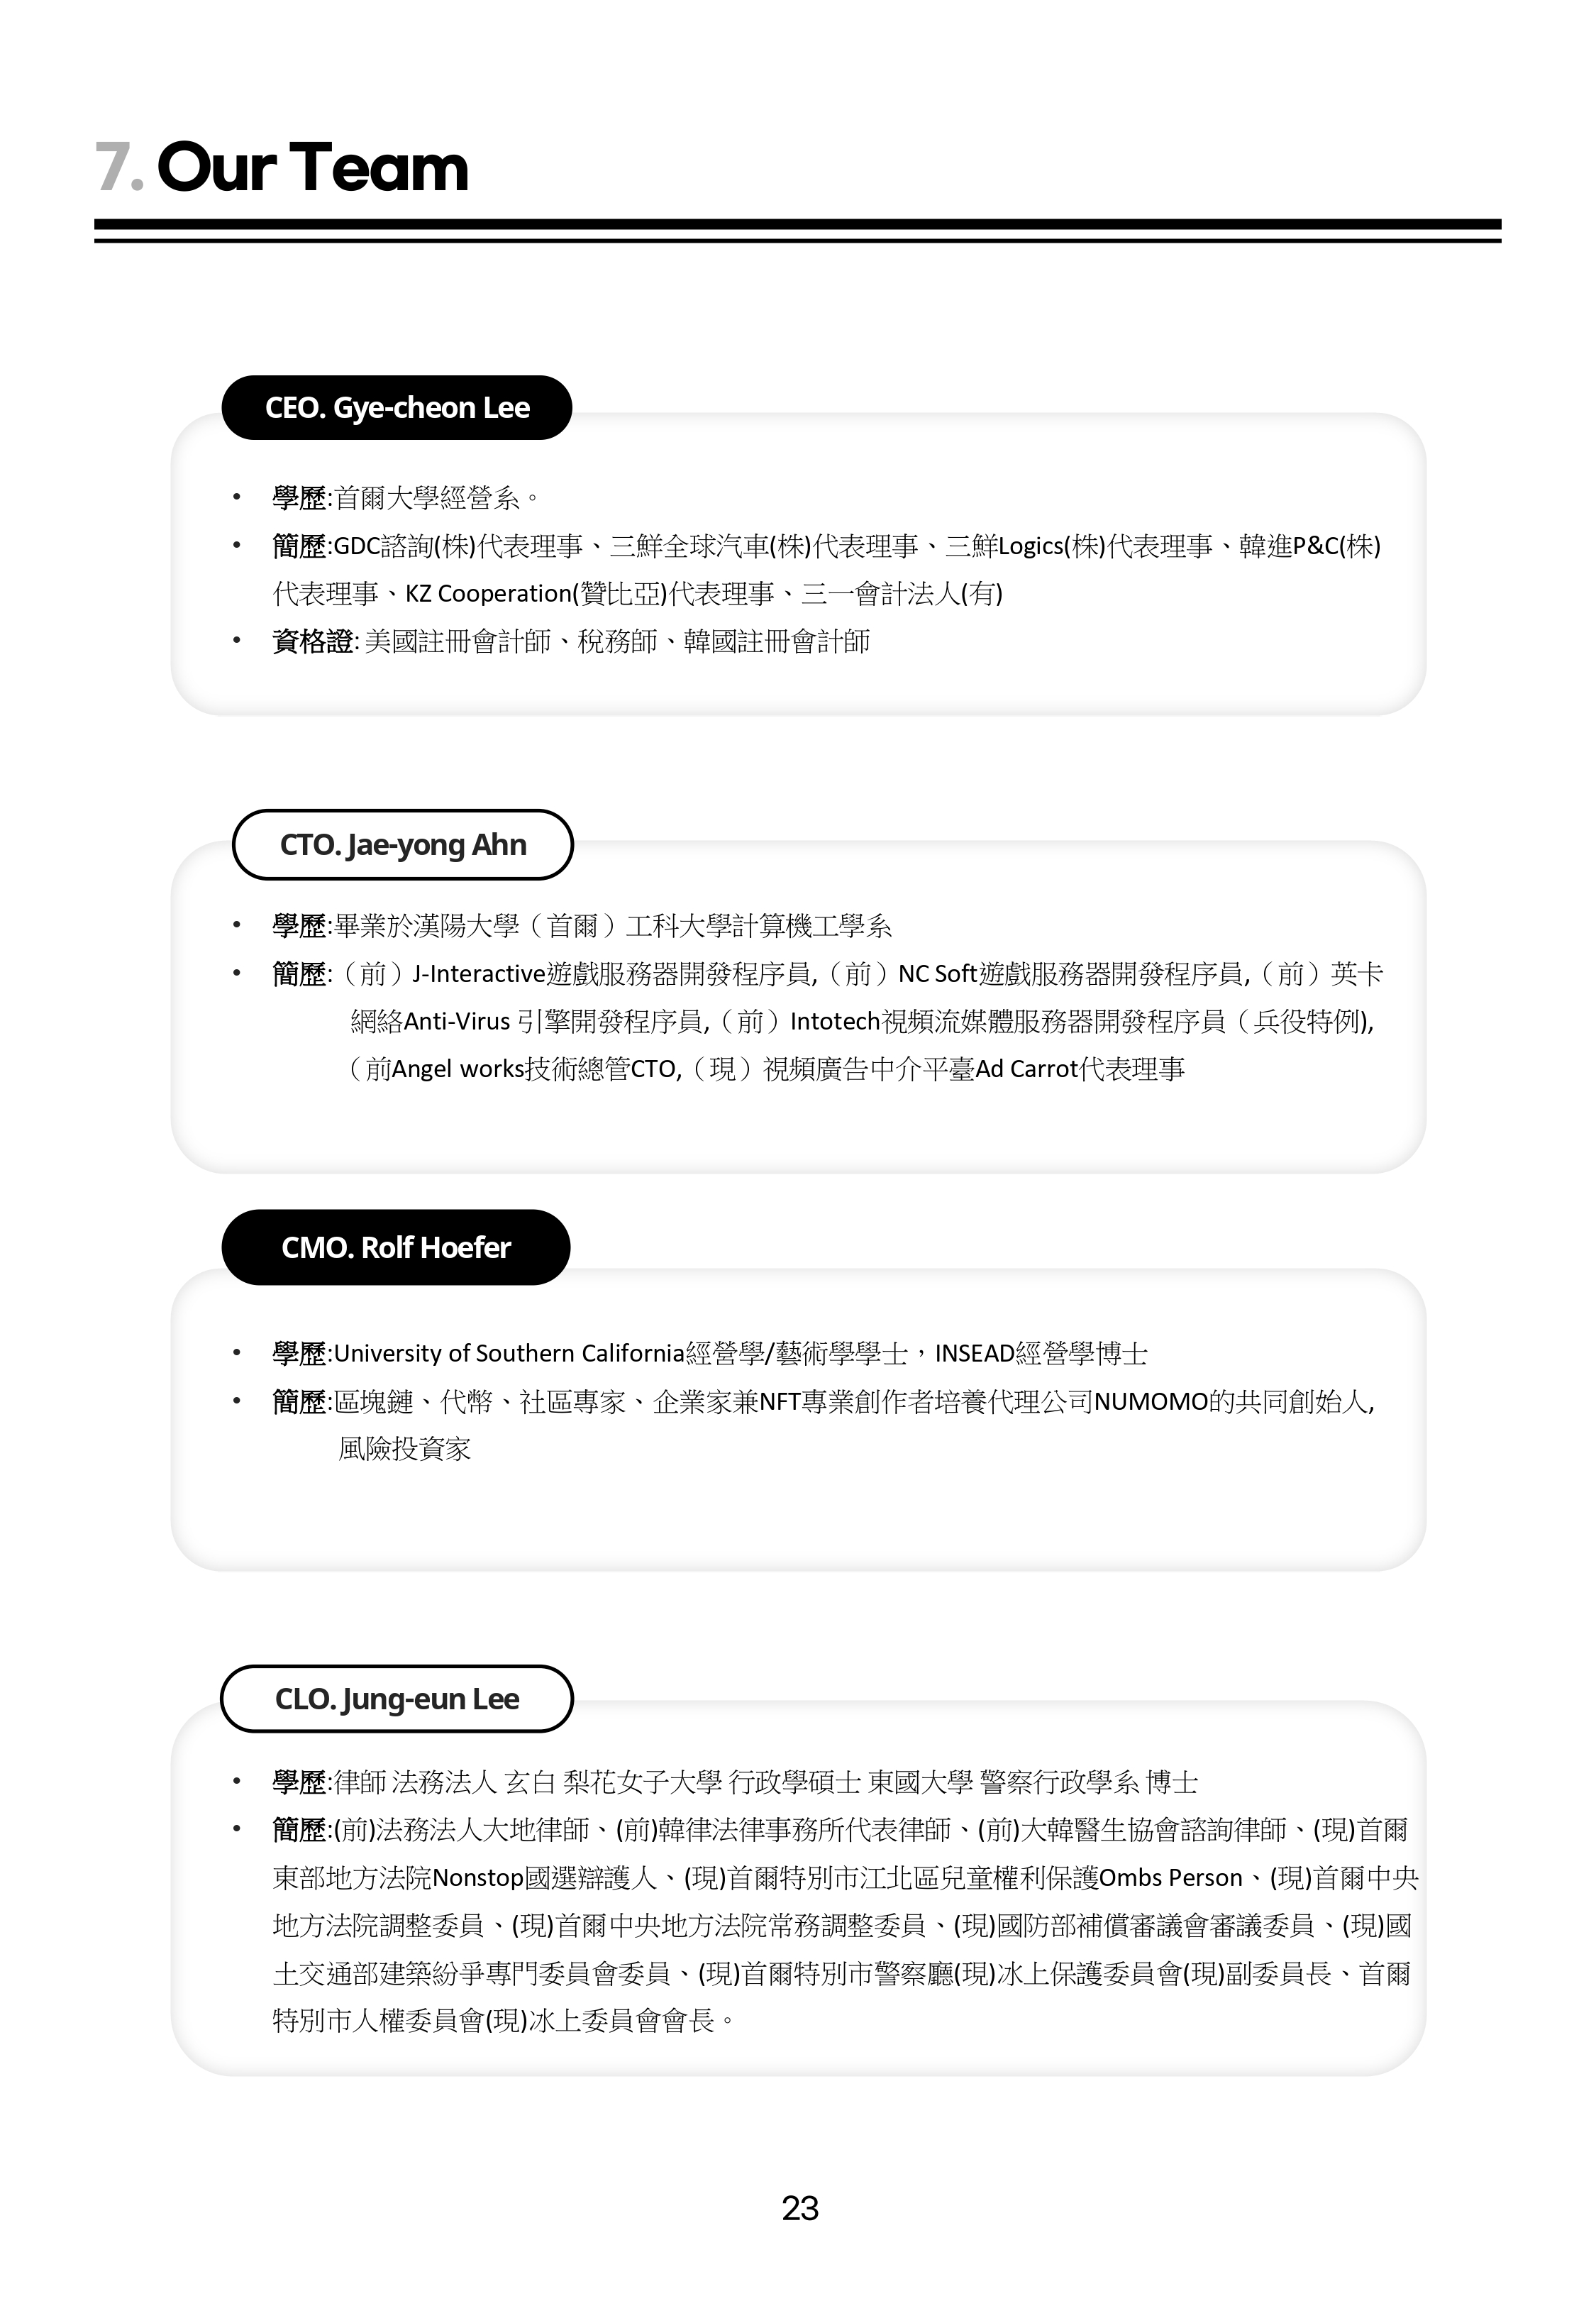 7. Our Team
CEO. Gye-cheon Lee
• 學歷:首爾大學經營系。
• 簡歷:GDC諮詢(株)代表理事、三鮮全球汽車(株)代表理事、三鮮Logics(株)代表理事、韓進P&C(株)
代表理事、KZ Cooperation(贊比亞)代表理事、三一會計法人(有)
• 資格證: 美國註冊會計師、稅務師、韓國註冊會計師
CTO. Jae-yong Ahn
• 學歷:畢業於漢陽大學（首爾）工科大學計算機工學系
• 簡歷:（前）J-Interactive遊戲服務器開發程序員,（前）NC Soft遊戲服務器開發程序員,（前）英卡
網絡Anti-Virus 引擎開發程序員,（前）Intotech視頻流媒體服務器開發程序員（兵役特例),
（前Angel works技術總管CTO,（現）視頻廣告中介平臺Ad Carrot代表理事
CMO. Rolf Hoefer
• 學歷:University of Southern California經營學/藝術學學士，INSEAD經營學博士
• 簡歷:區塊鏈、代幣、社區專家、企業家兼NFT專業創作者培養代理公司NUMOMO的共同創始人,
風險投資家
CLO. Jung-eun Lee
• 學歷:律師 法務法人 玄白 梨花女子大學 行政學碩士 東國大學 警察行政學系 博士
• 簡歷:(前)法務法人大地律師、(前)韓律法律事務所代表律師、(前)大韓醫生協會諮詢律師、(現)首爾
東部地方法院Nonstop國選辯護人、(現)首爾特別市江北區兒童權利保護Ombs Person、(現)首爾中央
地方法院調整委員、(現)首爾中央地方法院常務調整委員、(現)國防部補償審議會審議委員、(現)國
土交通部建築紛爭專門委員會委員、(現)首爾特別市警察廳(現)冰上保護委員會(現)副委員長、首爾
特別市人權委員會(現)冰上委員會會長。
23